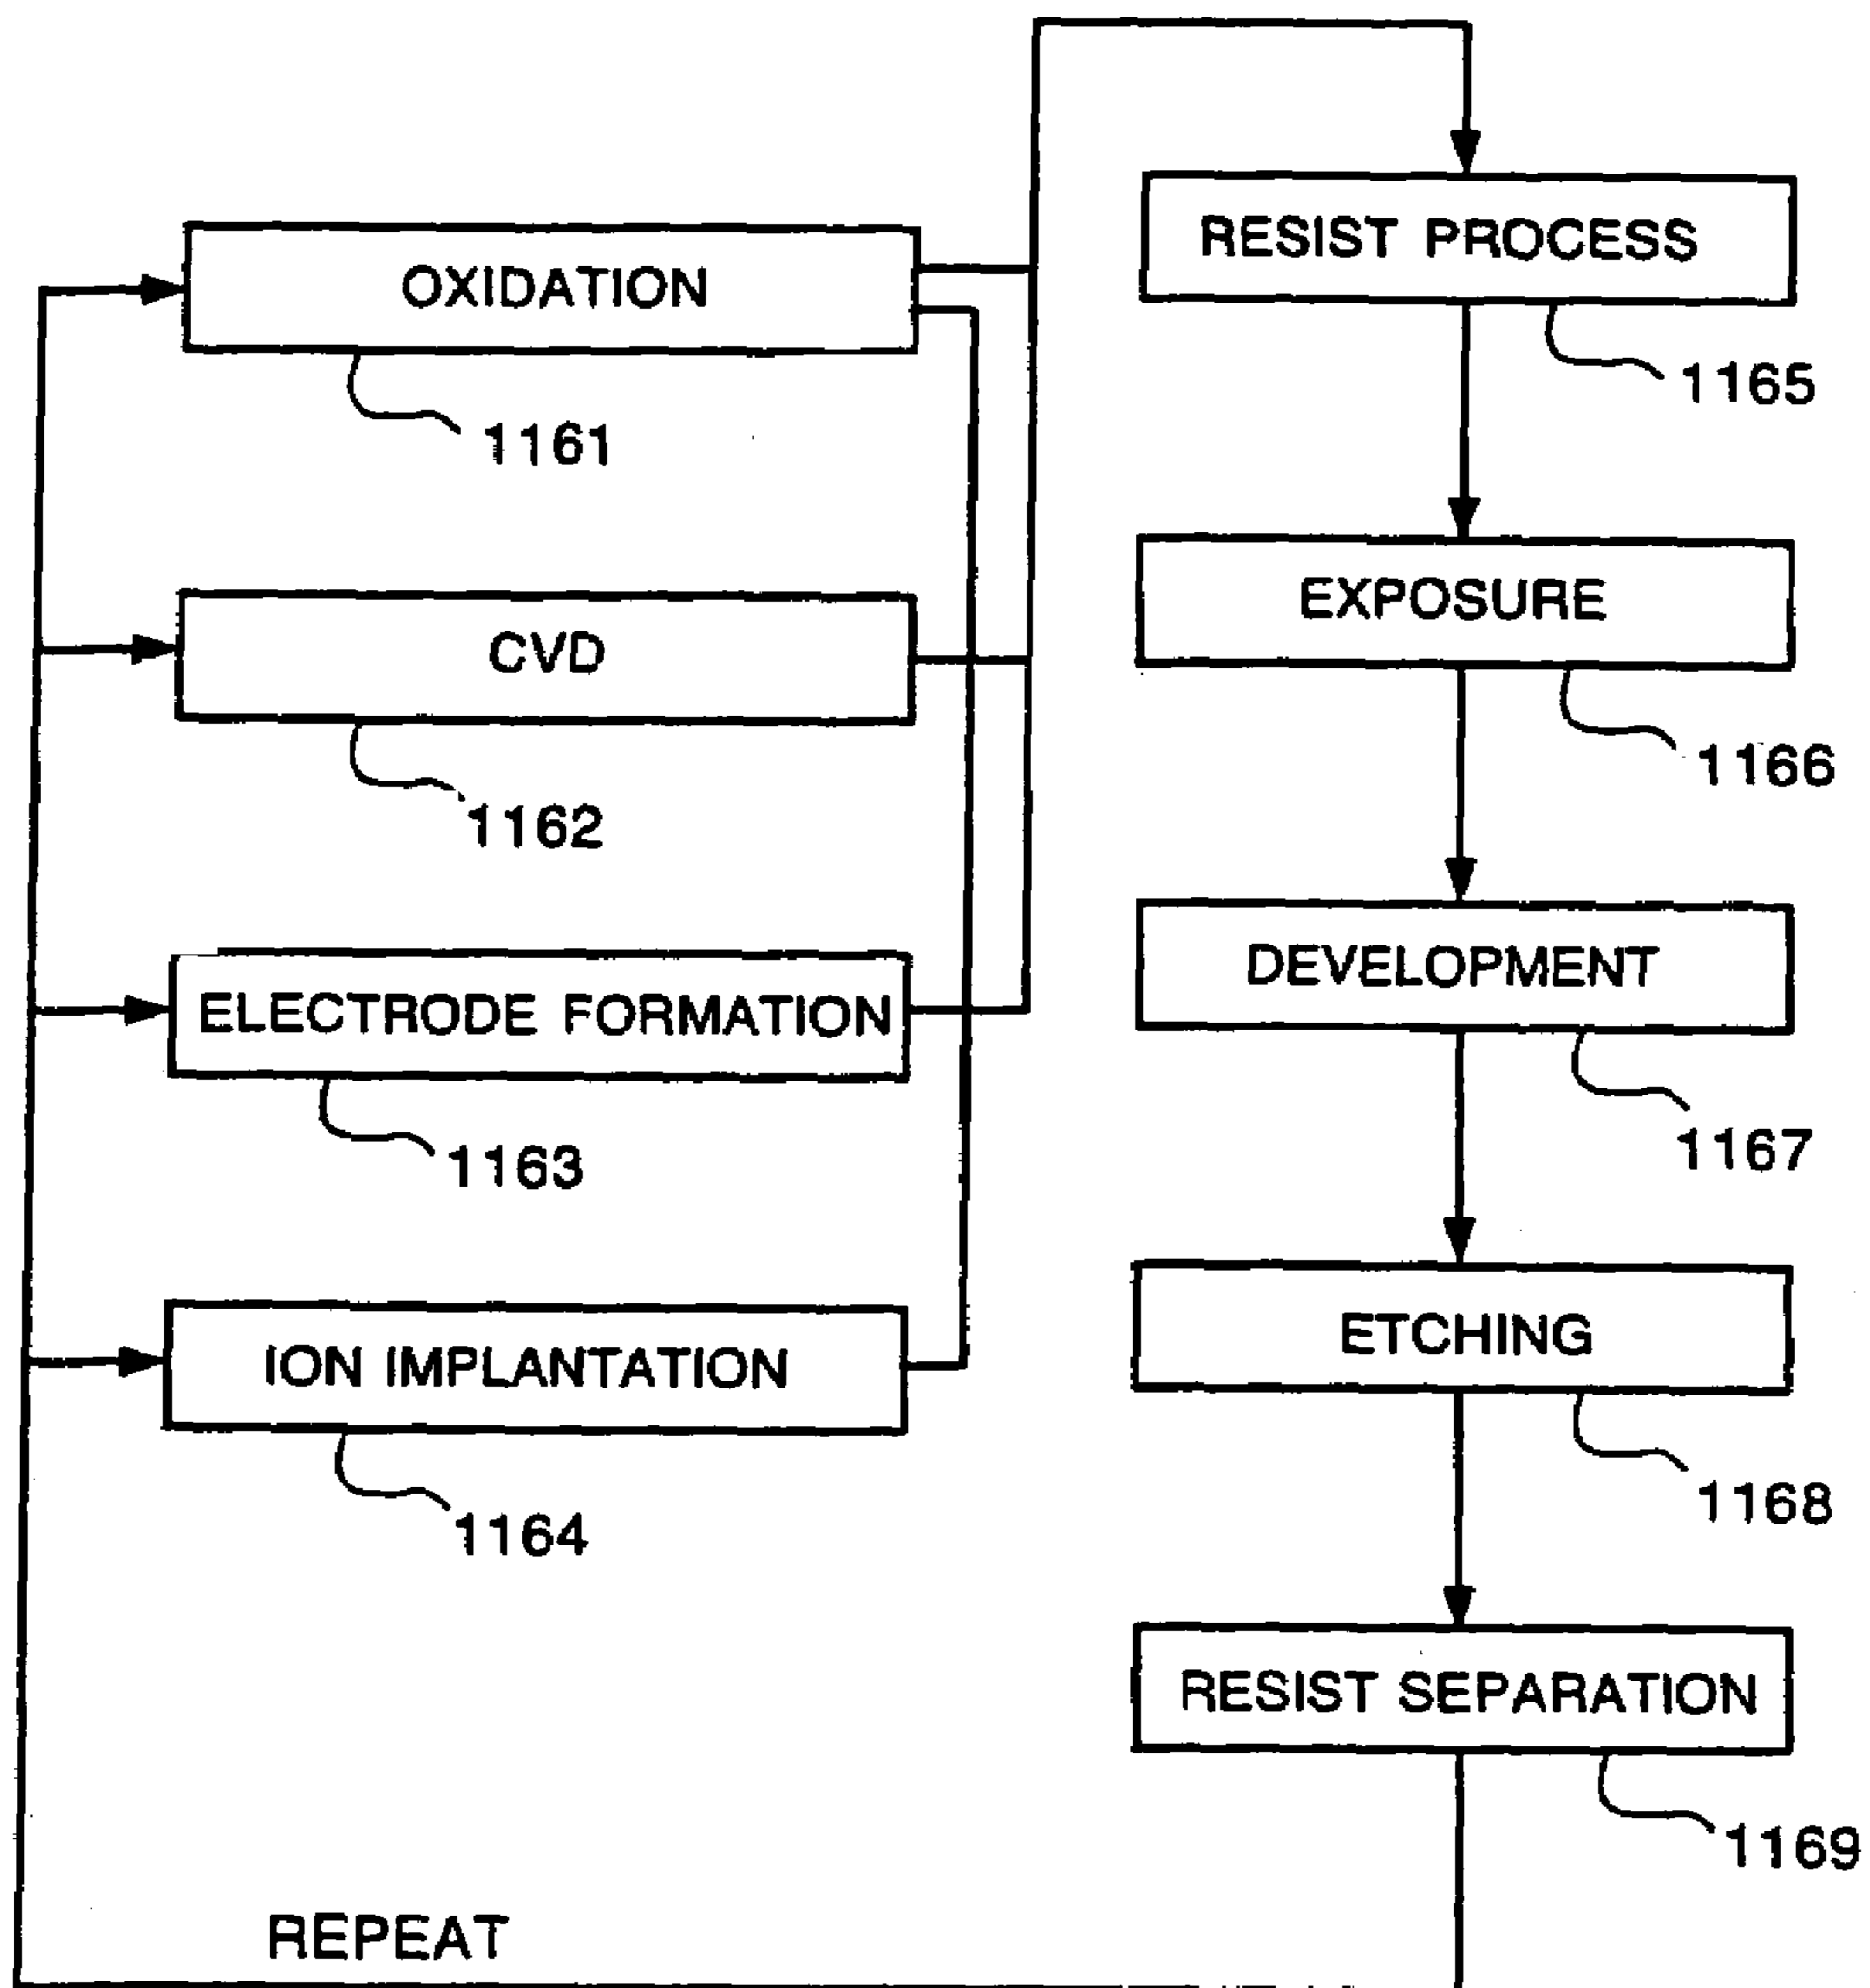 OXIDATION
1161
CVD
1162
ELECTRODE FORMATION
1163
ION IMPLANTATION
1164
RESIST PROCESS
1165
EXPOSURE
1166
DEVELOPMENT
1167
ETCHING
1168
RESIST SEPARATION
1169
REPEAT